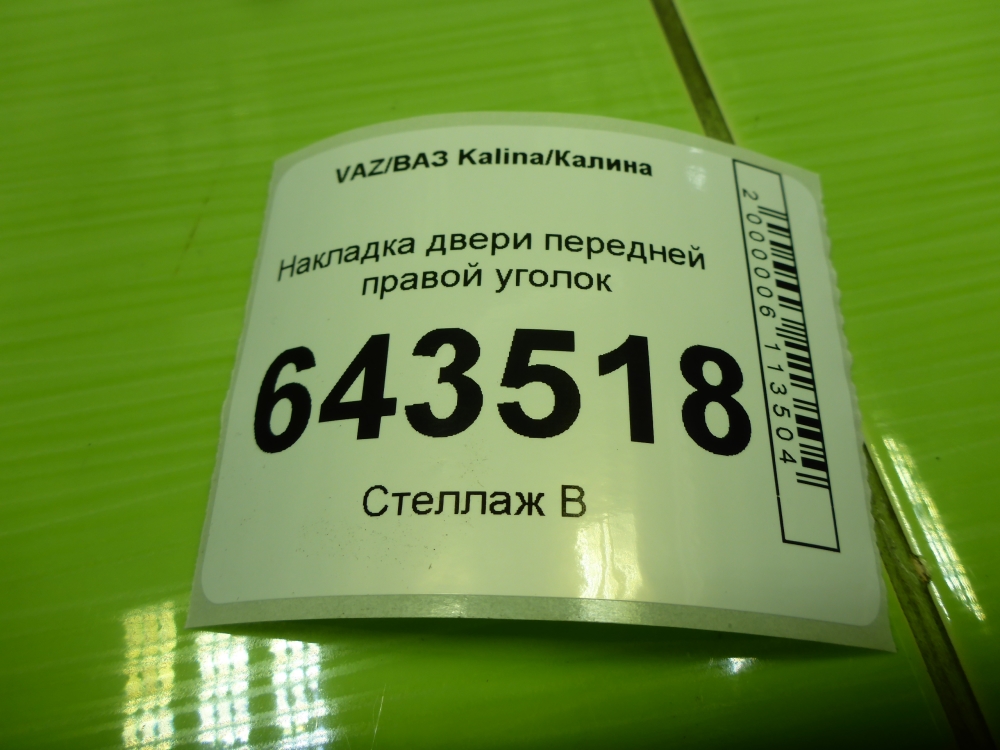 VAZ/ВАЗ Kalina/Калина
Накладка двери передней
правой уголок
643518
Стеллаж В
2000006113504